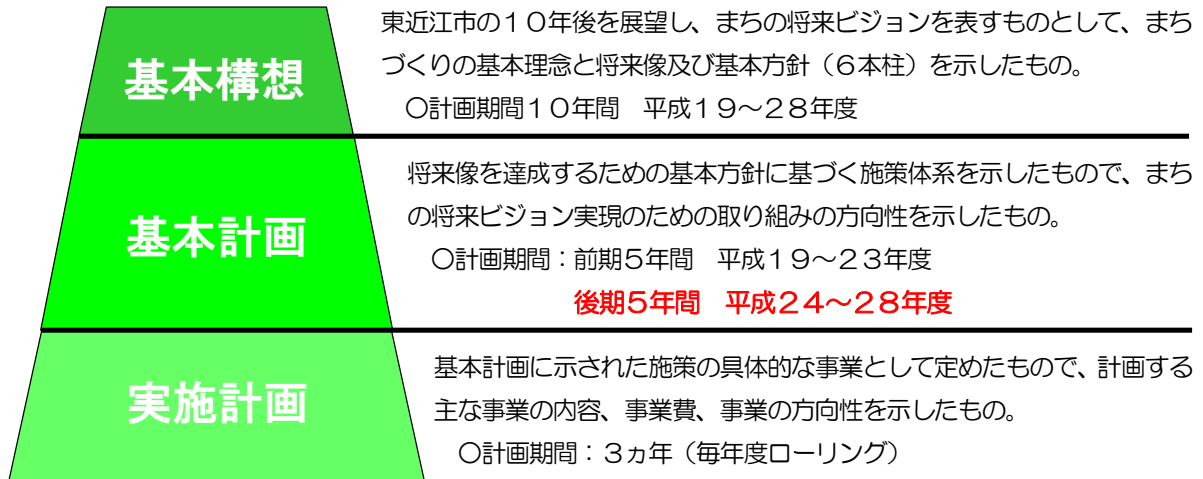 基本構想
東近江市の１０年後を展望し、まちの将来ビジョンを表すものとして、まち
づくりの基本理念と将来像及び基本方針（６本柱）を示したもの。
〇計画期間１０年間　平成１９～２８年度
基本計画
将来像を達成するための基本方針に基づく施策体系を示したもので、まち
の将来ビジョン実現のための取り組みの方向性を示したもの。
〇計画期間：前期５年間　平成１９～２３年度
後期５年間　平成２４～２８年度
実施計画
基本計画に示された施策の具体的な事業として定めたもので、計画する
主な事業の内容、事業費、事業の方向性を示したもの。
〇計画期間：３ヵ年（毎年度ローリング）